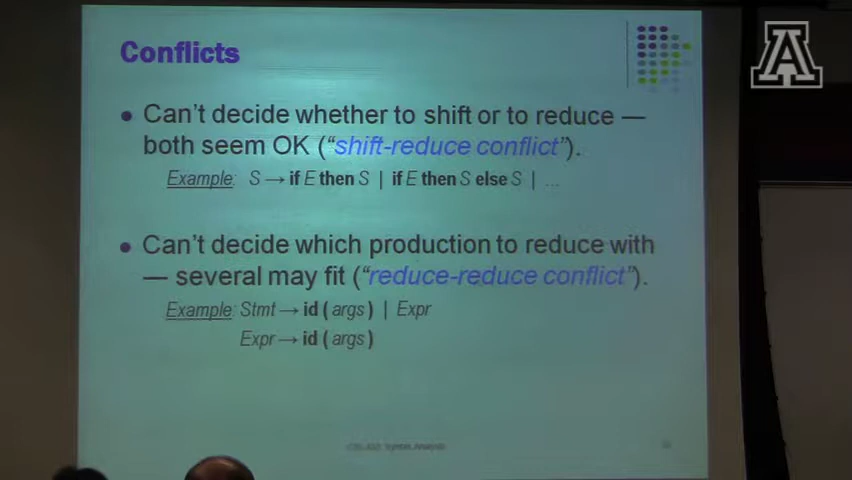 Conflicts
● Can't decide whether to shift or to reduce —
both seem OK ("shift-reduce conflict").
Example: S → if E then S | if E then S else S | ...
● Can't decide which production to reduce with
— several may fit ("reduce-reduce conflict").
Example: Stmt → id ( args ) | Expr
Expr → id ( args )
Syntax Analysis
A